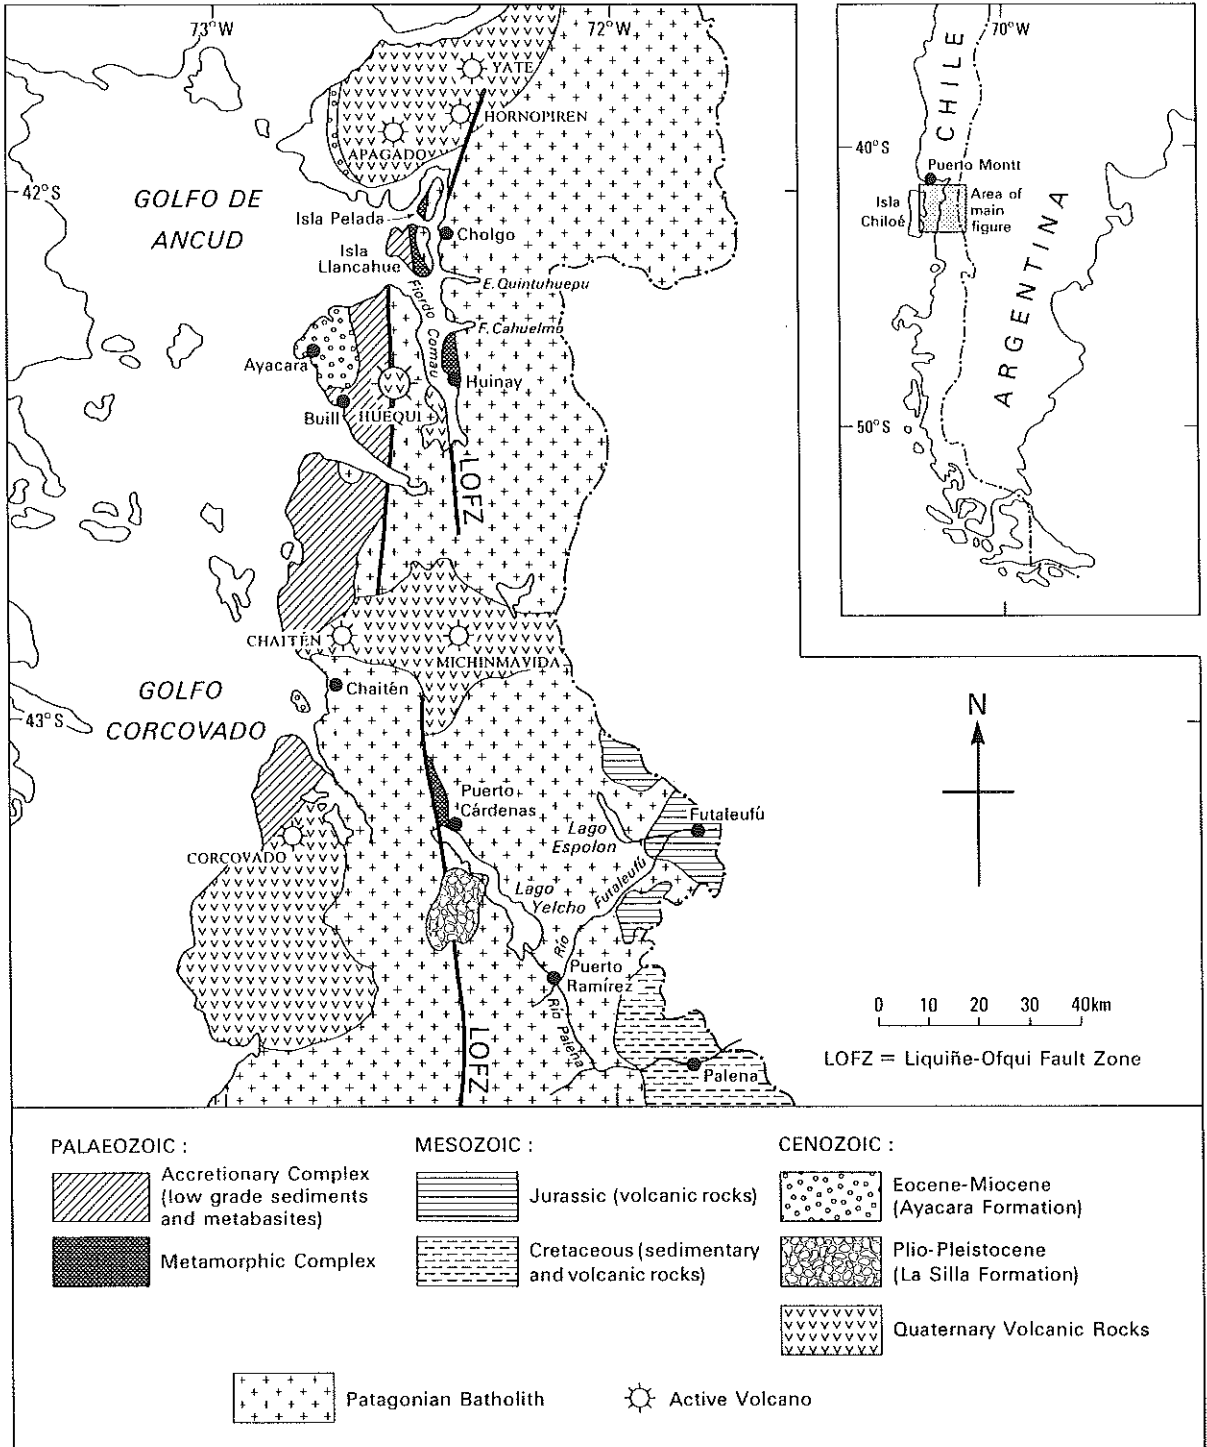 73°W
72°W
YATE
HORNOPIREN
APAGADO
42°S
GOLFO DE
ANCUD
Isla Pelada
Cholgo
Isla
Llancahue
E. Quintuhuepu
Fiordo Comau
F. Cahuelmo
Ayacara
Huinay
Buill
HUEQUI
LOFZ
CHAITÉN
MICHINMAVIDA
GOLFO
CORCOVADO
Chaitén
43°S
Puerto
Cárdenas
Futaleufú
Lago
Espolon
CORCOVADO
Lago
Yelcho
Río Futaleufú
Puerto
Ramírez
Río Palena
LOFZ
Palena
70°W
CHILE
40°S
Puerto Montt
Isla
Chiloé
Area of
main
figure
ARGENTINA
50°S
N
0 10 20 30 40km
LOFZ = Liquiñe-Ofqui Fault Zone
PALAEOZOIC :
Accretionary Complex
(low grade sediments
and metabasites)
Metamorphic Complex
MESOZOIC :
Jurassic (volcanic rocks)
Cretaceous (sedimentary
and volcanic rocks)
CENOZOIC :
Eocene-Miocene
(Ayacara Formation)
Plio-Pleistocene
(La Silla Formation)
Quaternary Volcanic Rocks
Patagonian Batholith
Active Volcano